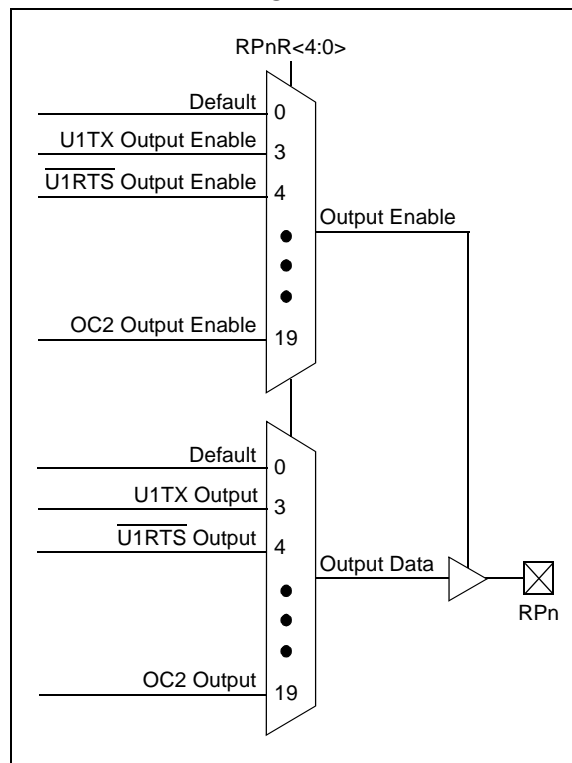 RPnR<4:0>
Default
0
U1TX Output Enable
3
U1RTS Output Enable
4
Output Enable
OC2 Output Enable
19
Default
0
U1TX Output
3
U1RTS Output
4
Output Data
RPn
OC2 Output
19